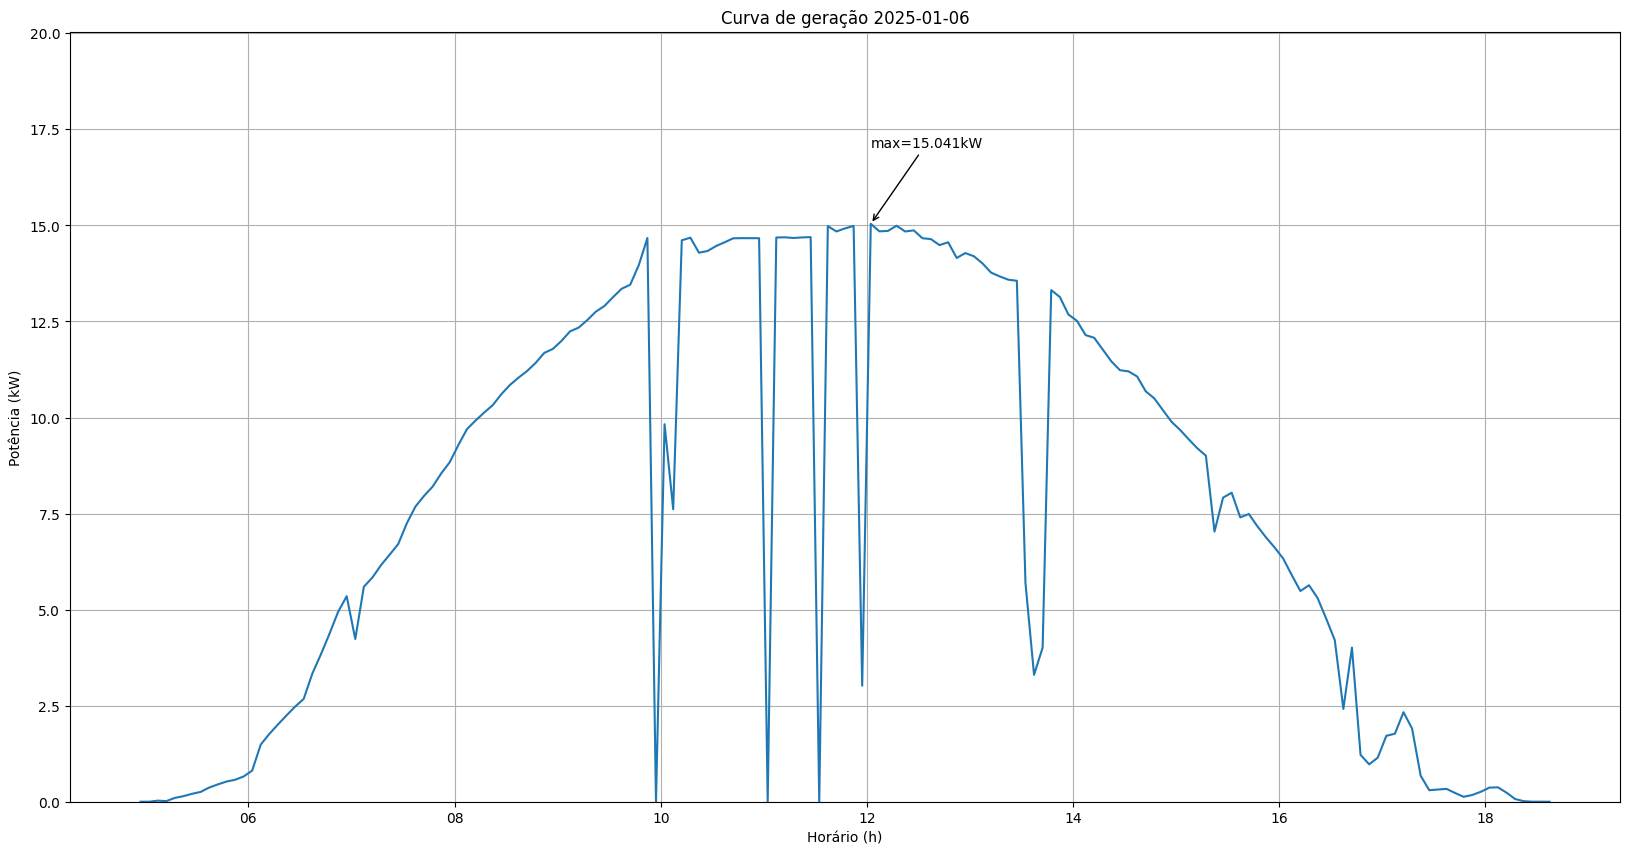 Curva de geração 2025-01-06
20.0
17.5
max=15.041kW
15.0
12.5
10.0
Potência (kW)
7.5
5.0
2.5
0.0
06 08 10 12 14 16 18
Horário (h)